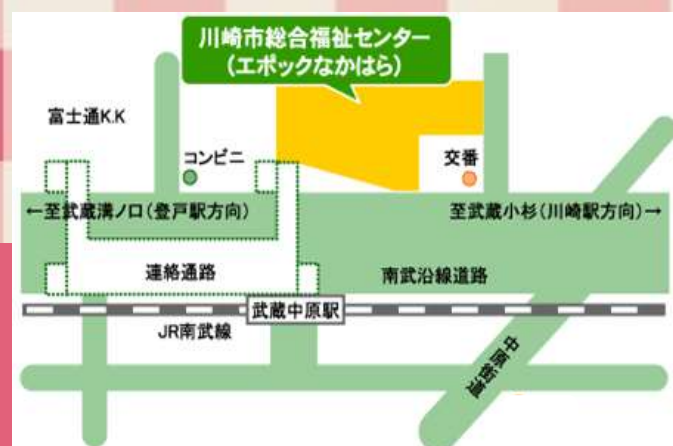 川崎市総合福祉センター
(エポックなかはら)
富士通K.K
コンビニ
交番
←至武蔵溝ノ口(登戸駅方向)
至武蔵小杉(川崎駅方向)→
連絡通路
南武沿線道路
武蔵中原駅
JR南武線
中原街道